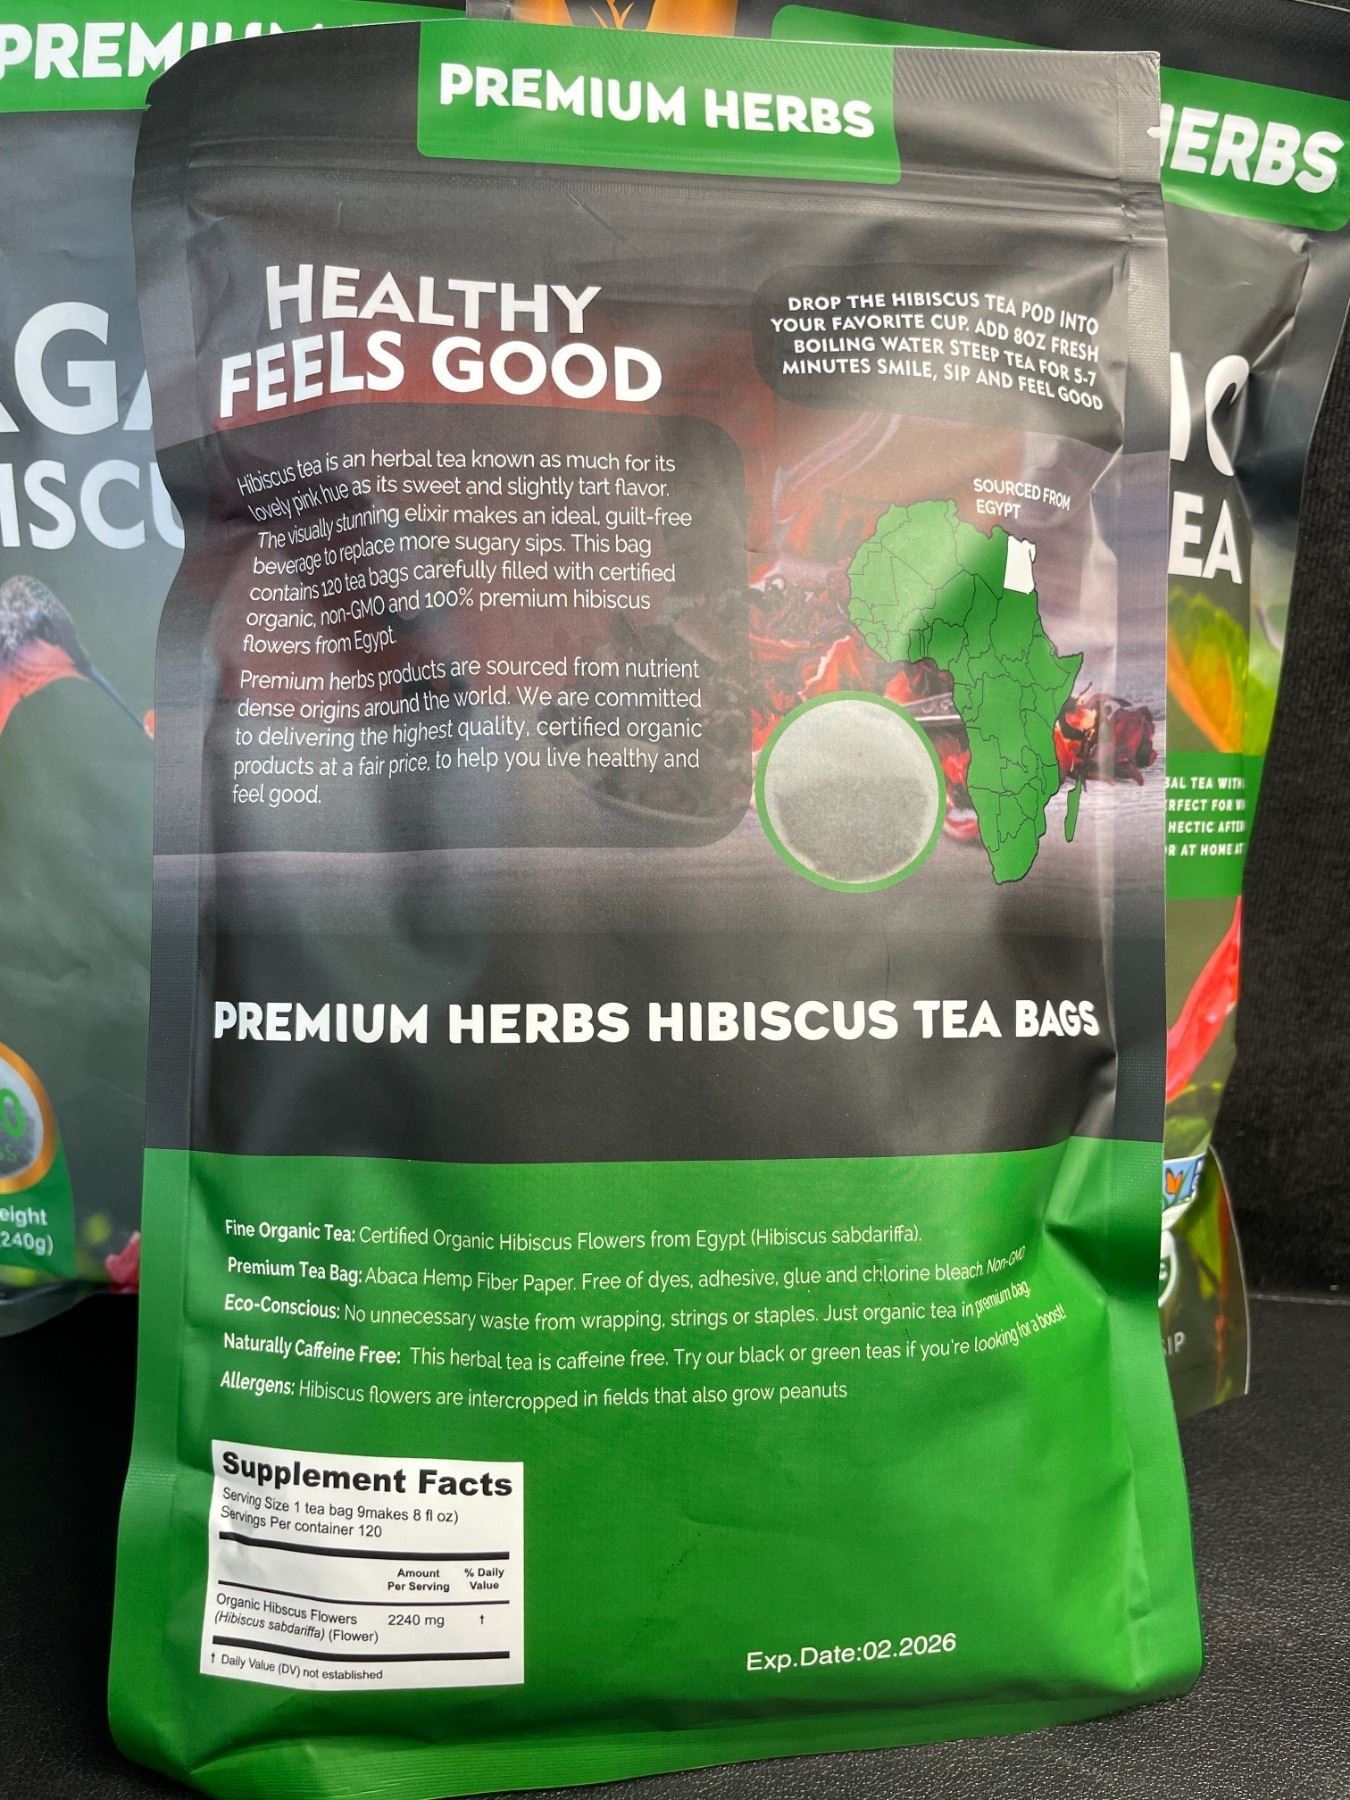 PREMIUM
HERBS
PREMIUM HERBS
HEALTHY
FEELS GOOD
DROP THE HIBISCUS TEA POD INTO
YOUR FAVORITE CUP. ADD 8OZ FRESH
BOILING WATER STEEP TEA FOR 5-7
MINUTES SMILE, SIP AND FEEL GOOD
Hibiscus tea is an herbal tea known as much for its
lovely pink hue as its sweet and slightly tart flavor.
The visually stunning elixir makes an ideal, guilt-free
beverage to replace more sugary sips. This bag
contains 120 tea bags carefully filled with certified
organic, non-GMO and 100% premium hibiscus
flowers from Egypt.
Premium herbs products are sourced from nutrient
dense origins around the world. We are committed
to delivering the highest quality, certified organic
products at a fair price. to help you live healthy and
feel good.
SOURCED FROM
EGYPT
PREMIUM HERBS HIBISCUS TEA BAGS
Fine Organic Tea: Certified Organic Hibiscus Flowers from Egypt (Hibiscus sabdariffa).
Premium Tea Bag: Abaca Hemp Fiber Paper. Free of dyes, adhesive, glue and chlorine bleach. Non-GMO
Eco-Conscious: No unnecessary waste from wrapping, strings or staples. Just organic tea in premium bag.
Naturally Caffeine Free: This herbal tea is caffeine free. Try our black or green teas if you're looking for a boost!
Allergens: Hibiscus flowers are intercropped in fields that also grow peanuts
Supplement Facts
Serving Size 1 tea bag 9makes 8 fl oz)
Servings Per container 120
Amount Per Serving
% Daily Value
Organic Hibscus Flowers
(Hibiscus sabdariffa) (Flower)
2240 mg
†
† Daily Value (DV) not established
Exp.Date:02.2026
240g)
TEA WITH
HECTIC
AT HOME AT
SIP